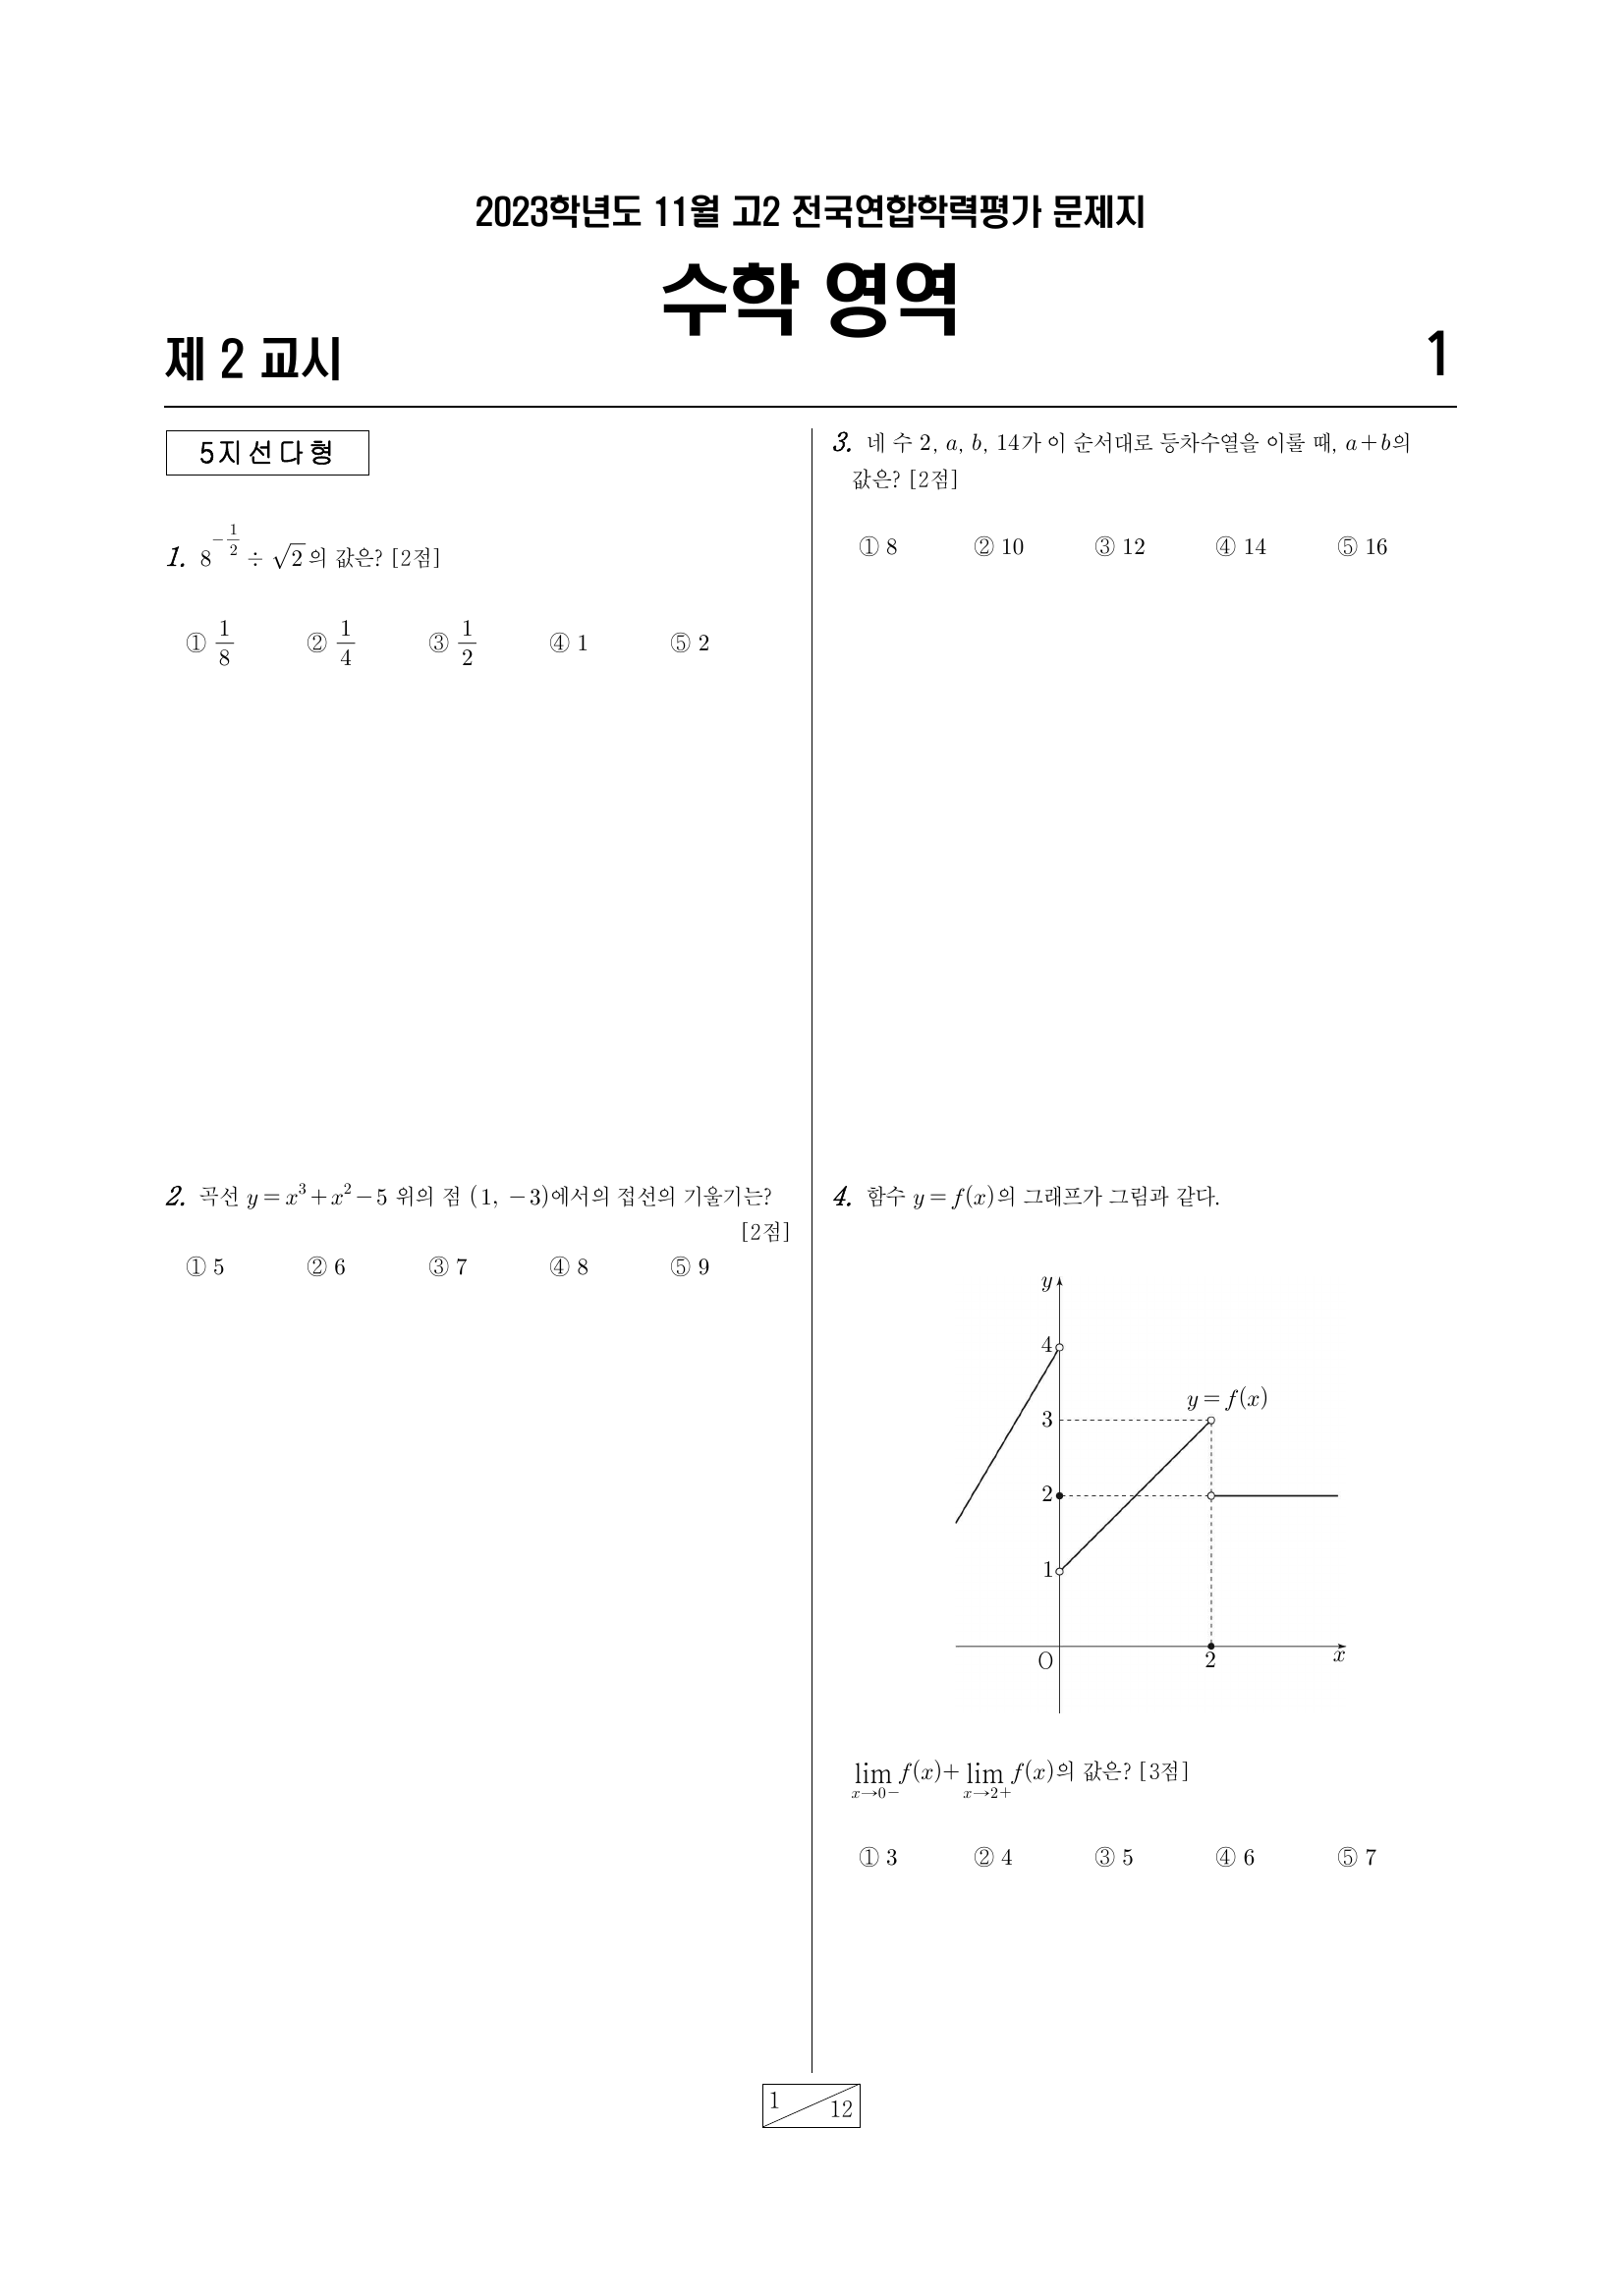 2023학년도 11월 고2 전국연합학력평가 문제지
수학 영역
제 2 교시
1
5지선다형
1. 8^{-\frac{1}{2}} ÷ √2의 값은? [2점]
① \frac{1}{8} ② \frac{1}{4} ③ \frac{1}{2} ④ 1 ⑤ 2
2. 곡선 y=x³+x²-5 위의 점 (1, -3)에서의 접선의 기울기는?
[2점]
① 5 ② 6 ③ 7 ④ 8 ⑤ 9
3. 네 수 2, a, b, 14가 이 순서대로 등차수열을 이룰 때, a+b의
값은? [2점]
① 8 ② 10 ③ 12 ④ 14 ⑤ 16
4. 함수 y=f(x)의 그래프가 그림과 같다.
y
4
y=f(x)
3
2
1
O 2 x
lim_{x→0-} f(x)+ lim_{x→2+} f(x)의 값은? [3점]
① 3 ② 4 ③ 5 ④ 6 ⑤ 7
1 12